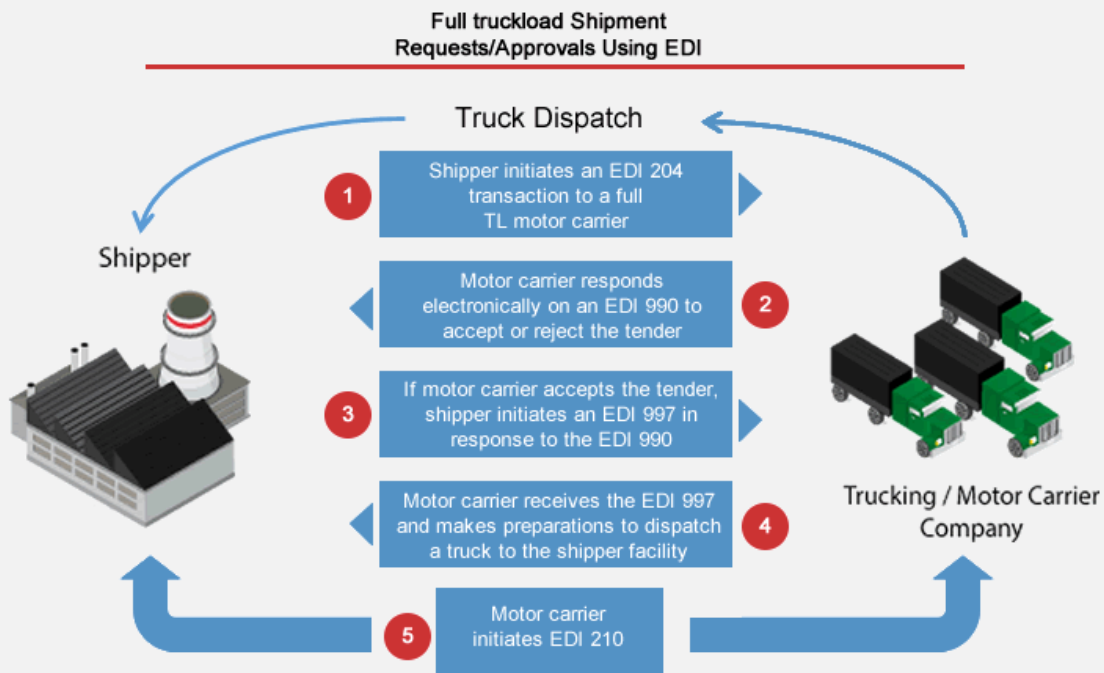 Full truckload Shipment
Requests/Approvals Using EDI
Truck Dispatch
1
Shipper initiates an EDI 204
transaction to a full
TL motor carrier
Shipper
Motor carrier responds
electronically on an EDI 990 to
accept or reject the tender
2
3
If motor carrier accepts the tender,
shipper initiates an EDI 997 in
response to the EDI 990
Motor carrier receives the EDI 997
and makes preparations to dispatch
a truck to the shipper facility
4
Trucking / Motor Carrier
Company
5
Motor carrier
initiates EDI 210